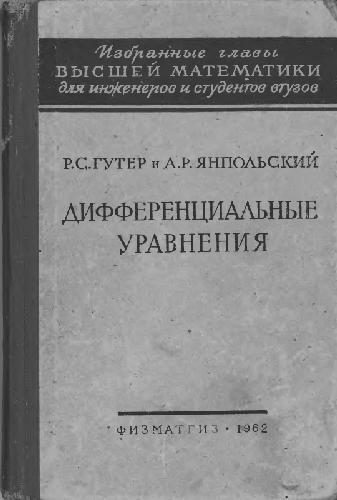 Избранные главы
ВЫСШЕЙ МАТЕМАТИКИ
для инженеров и студентов втузов
Р.С.ГУТЕР и А.Р.ЯНПОЛЬСКИЙ
ДИФФЕРЕНЦИАЛЬНЫЕ
УРАВНЕНИЯ
ФИЗМАТГИЗ · 1962